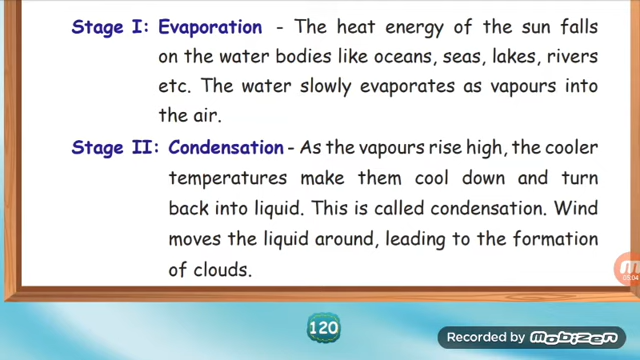 Stage I: Evaporation - The heat energy of the sun falls
on the water bodies like oceans, seas, lakes, rivers
etc. The water slowly evaporates as vapours into
the air.
Stage II: Condensation - As the vapours rise high, the cooler
temperatures make them cool down and turn
back into liquid. This is called condensation. Wind
moves the liquid around, leading to the formation
of clouds.
05:04
120
Recorded by mobizen